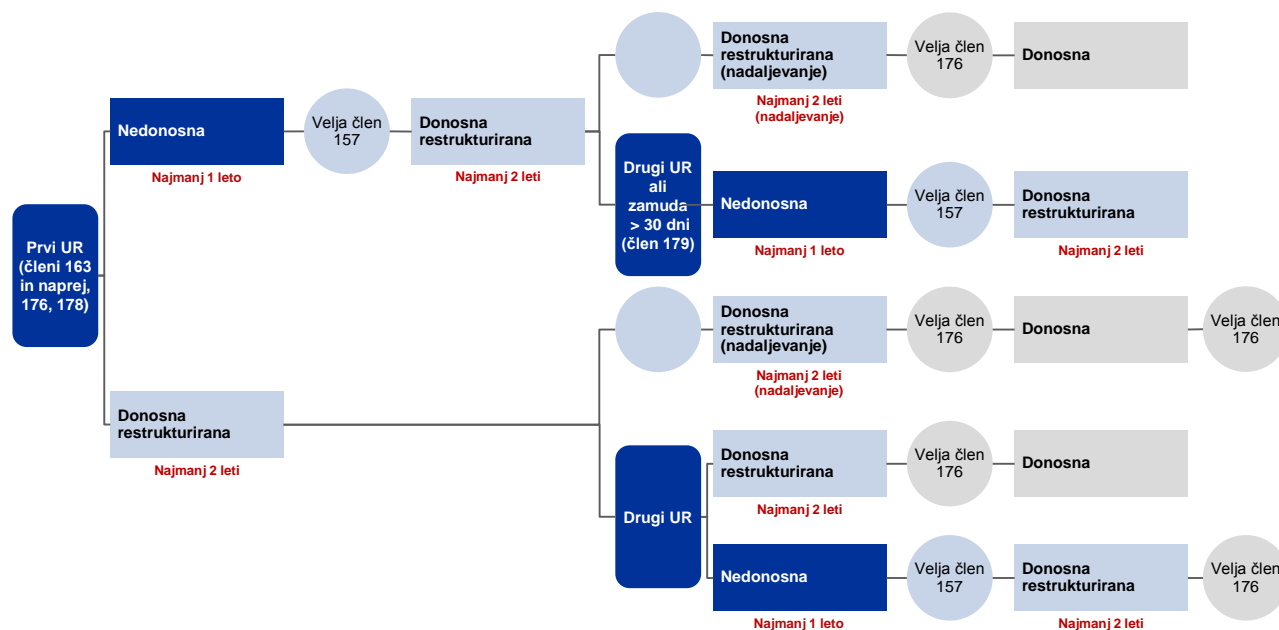 Prvi UR
(členi 163
in naprej,
176, 178)
Nedonosna
Najmanj 1 leto
Velja člen
157
Donosna
restrukturirana
Najmanj 2 leti
Donosna
restrukturirana
(nadaljevanje)
Najmanj 2 leti
(nadaljevanje)
Velja člen
176
Donosna
Drugi UR
ali
zamuda
> 30 dni
(člen 179)
Nedonosna
Najmanj 1 leto
Velja člen
157
Donosna
restrukturirana
Najmanj 2 leti
Donosna
restrukturirana
Najmanj 2 leti
Donosna
restrukturirana
(nadaljevanje)
Najmanj 2 leti
(nadaljevanje)
Velja člen
176
Donosna
Velja člen
176
Drugi UR
Donosna
restrukturirana
Najmanj 2 leti
Velja člen
176
Donosna
Nedonosna
Najmanj 1 leto
Velja člen
157
Donosna
restrukturirana
Najmanj 2 leti
Velja člen
176